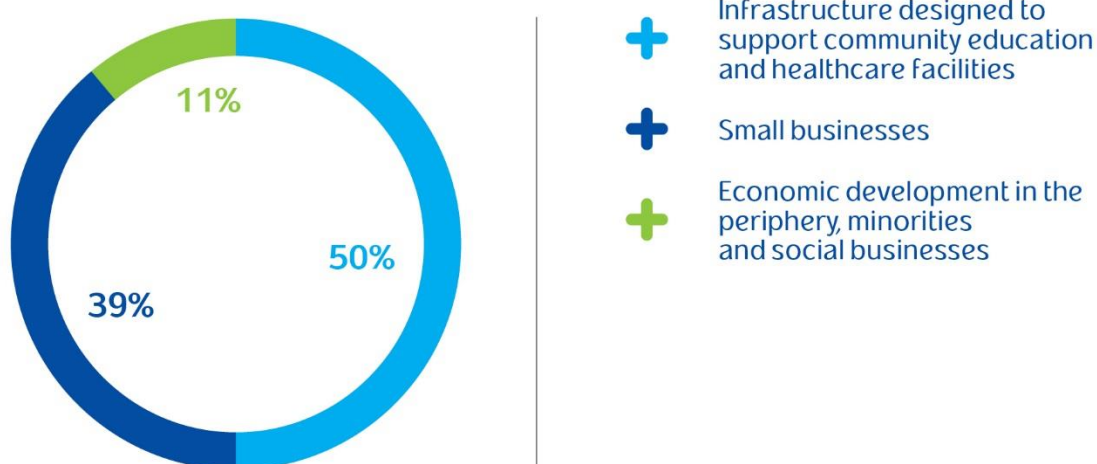 11%
50%
39%
Infrastructure designed to
support community education
and healthcare facilities
Small businesses
Economic development in the
periphery, minorities
and social businesses